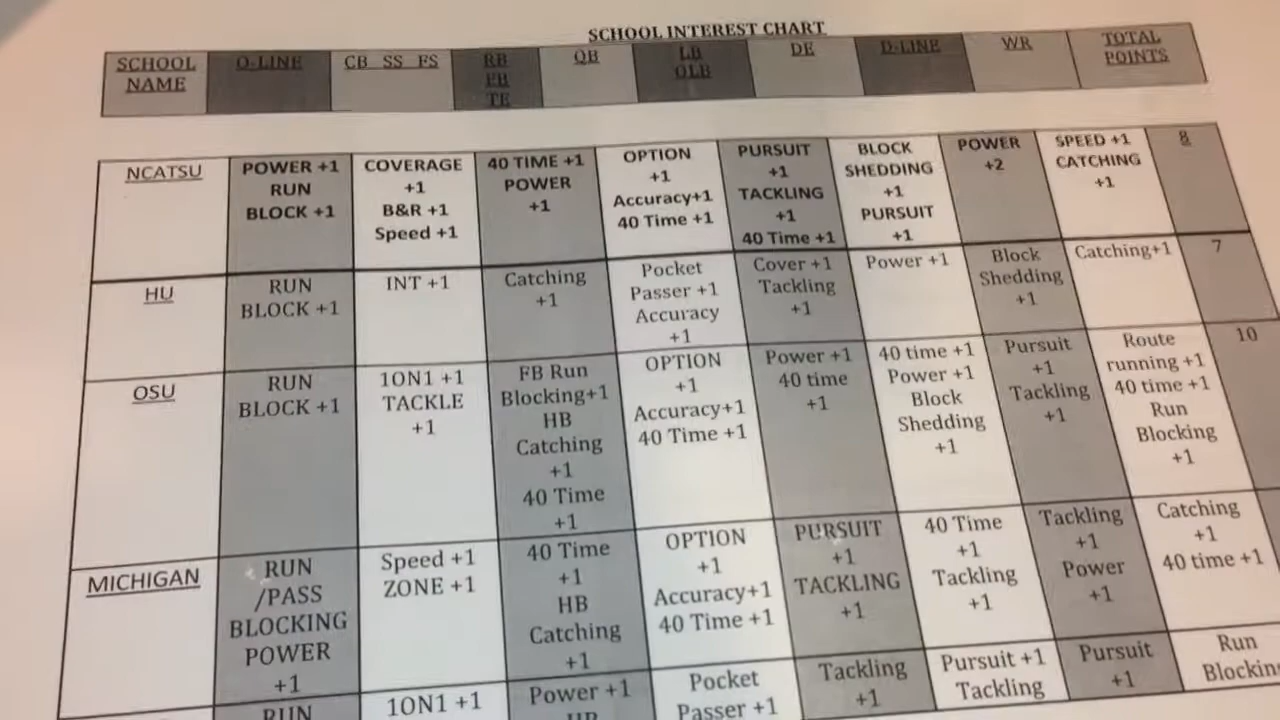 SCHOOL INTEREST CHART
SCHOOL NAME
O-LINE
CB SS FS
RB FB TE
QB
LB OLB
DE
D-LINE
WR
TOTAL POINTS
NCATSU
POWER +1
RUN
BLOCK +1
COVERAGE
+1
B&R +1
Speed +1
40 TIME +1
POWER
+1
OPTION
+1
Accuracy+1
40 Time +1
PURSUIT
+1
TACKLING
+1
40 Time +1
BLOCK
SHEDDING
+1
PURSUIT
+1
POWER
+2
SPEED +1
CATCHING
+1
8
HU
RUN
BLOCK +1
INT +1
Catching
+1
Pocket
Passer +1
Accuracy
+1
Cover +1
Tackling
+1
Power +1
Block
Shedding
+1
Catching+1
7
OSU
RUN
BLOCK +1
1ON1 +1
TACKLE
+1
FB Run
Blocking+1
HB
Catching
+1
40 Time
+1
OPTION
+1
Accuracy+1
40 Time +1
Power +1
40 time
+1
40 time +1
Power +1
Block
Shedding
+1
Pursuit
+1
Tackling
+1
Route
running +1
40 time +1
Run
Blocking
+1
10
MICHIGAN
RUN
/PASS
BLOCKING
POWER
+1
Speed +1
ZONE +1
40 Time
+1
HB
Catching
+1
OPTION
+1
Accuracy+1
40 Time +1
PURSUIT
+1
TACKLING
+1
40 Time
+1
Tackling
+1
Tackling
+1
Power
+1
Catching
+1
40 time +1
RUN
1ON1 +1
Power +1
HB
Pocket
Passer +1
Tackling
+1
Pursuit +1
Tackling
Pursuit
+1
Run